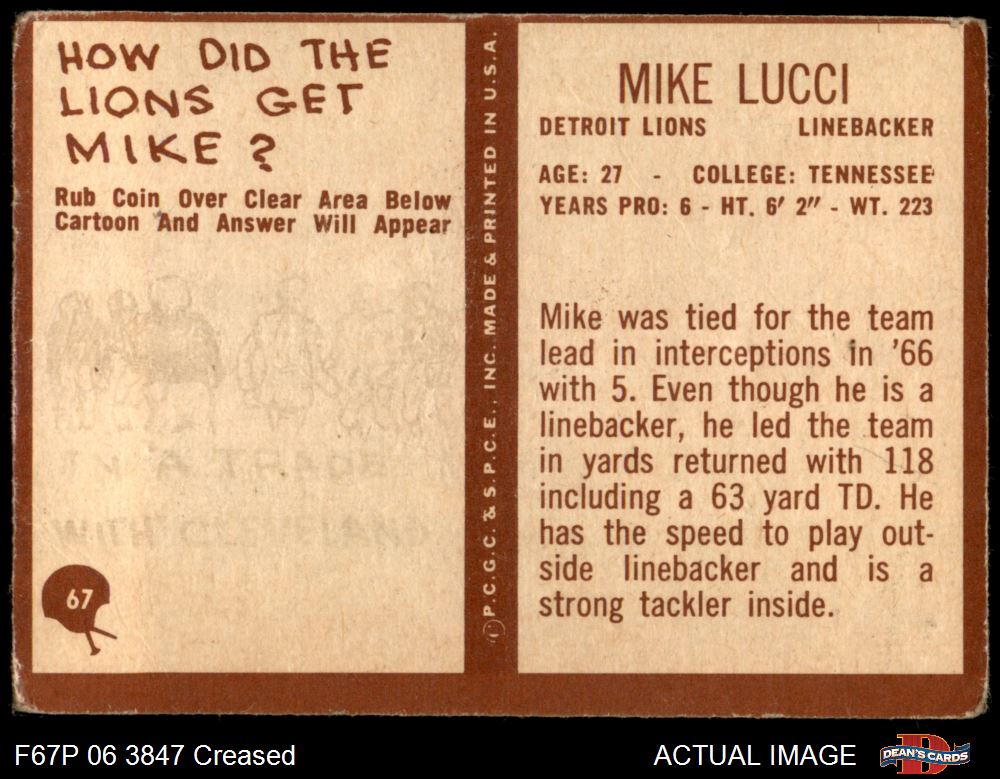 HOW DID THE
LIONS GET
MIKE?
Rub Coin Over Clear Area Below
Cartoon And Answer Will Appear
WITH CLEVELAND
67
©P.C.G.C. & S.P.C.E., INC. MADE & PRINTED IN U.S.A.
MIKE LUCCI
DETROIT LIONS LINEBACKER
AGE: 27 - COLLEGE: TENNESSEE
YEARS PRO: 6 - HT. 6' 2" - WT. 223
Mike was tied for the team
lead in interceptions in '66
with 5. Even though he is a
linebacker, he led the team
in yards returned with 118
including a 63 yard TD. He
has the speed to play out-
side linebacker and is a
strong tackler inside.
F67P 06 3847 Creased
ACTUAL IMAGE
D
DEAN'S CARDS